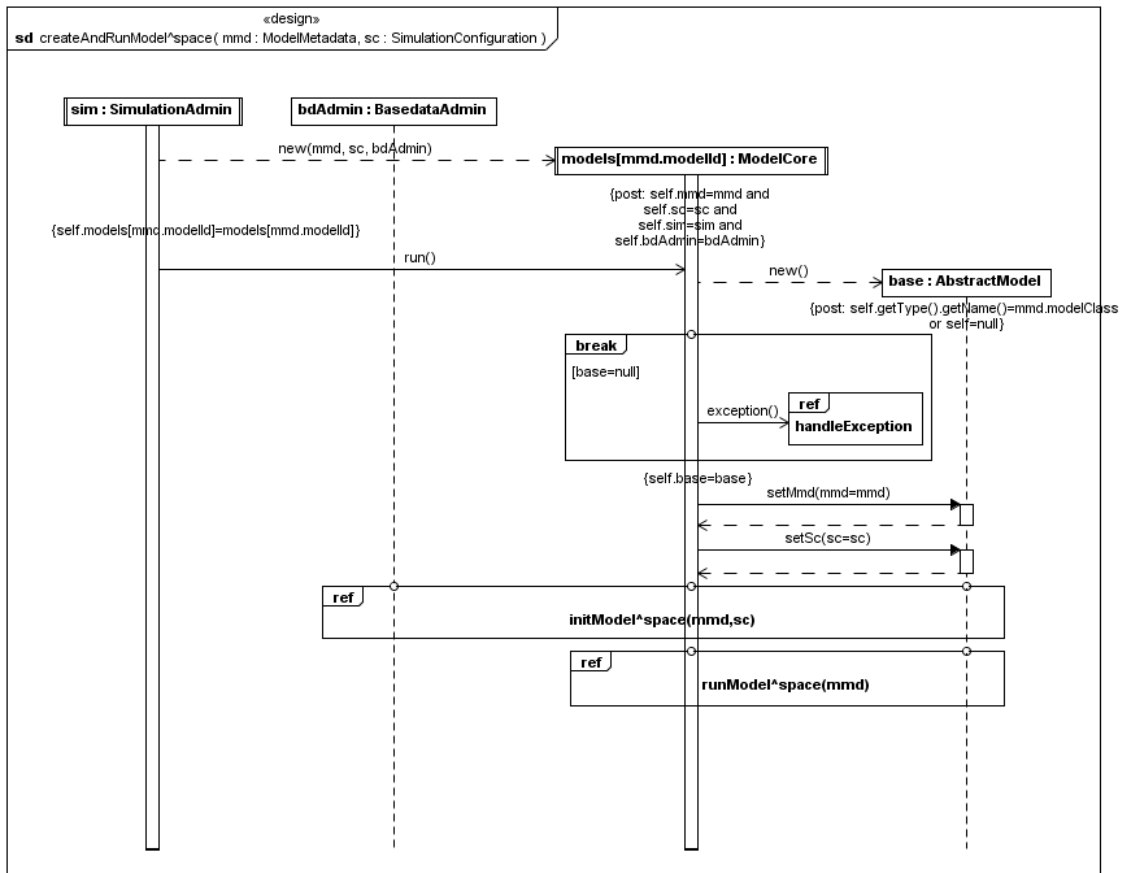 «design»
sd createAndRunModel^space( mmd : ModelMetadata, sc : SimulationConfiguration )
sim : SimulationAdmin
bdAdmin : BasedataAdmin
new(mmd, sc, bdAdmin)
models[mmd.modelId] : ModelCore
{post: self.mmd=mmd and
self.sc=sc and
self.sim=sim and
self.bdAdmin=bdAdmin}
{self.models[mmd.modelId]=models[mmd.modelId]}
run()
new()
base : AbstractModel
{post: self.getType().getName()=mmd.modelClass
or self=null}
break
[base=null]
exception()
ref
handleException
{self.base=base}
setMmd(mmd=mmd)
setSc(sc=sc)
ref
initModel^space(mmd,sc)
ref
runModel^space(mmd)